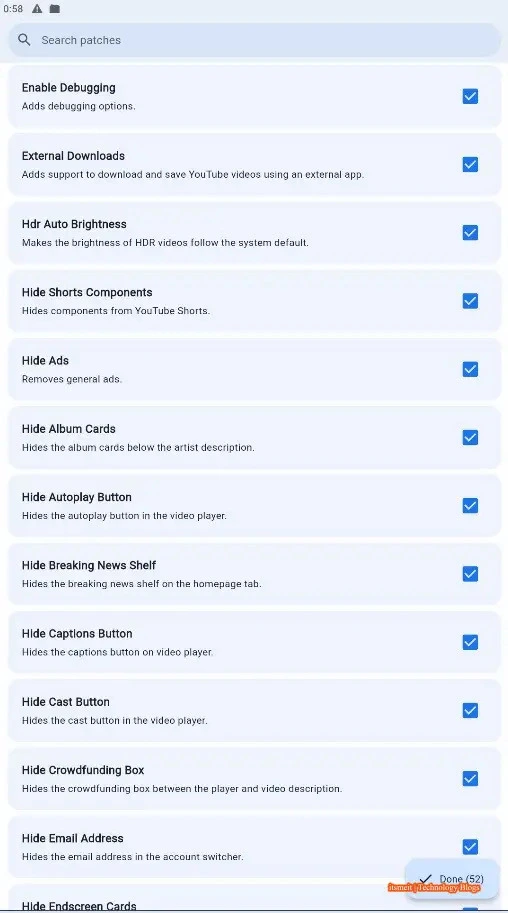 0:58
Search patches
Enable Debugging
Adds debugging options.
External Downloads
Adds support to download and save YouTube videos using an external app.
Hdr Auto Brightness
Makes the brightness of HDR videos follow the system default.
Hide Shorts Components
Hides components from YouTube Shorts.
Hide Ads
Removes general ads.
Hide Album Cards
Hides the album cards below the artist description.
Hide Autoplay Button
Hides the autoplay button in the video player.
Hide Breaking News Shelf
Hides the breaking news shelf on the homepage tab.
Hide Captions Button
Hides the captions button on video player.
Hide Cast Button
Hides the cast button in the video player.
Hide Crowdfunding Box
Hides the crowdfunding box between the player and video description.
Hide Email Address
Hides the email address in the account switcher.
Done (52)
Technology Blogs
Hide Endscreen Cards